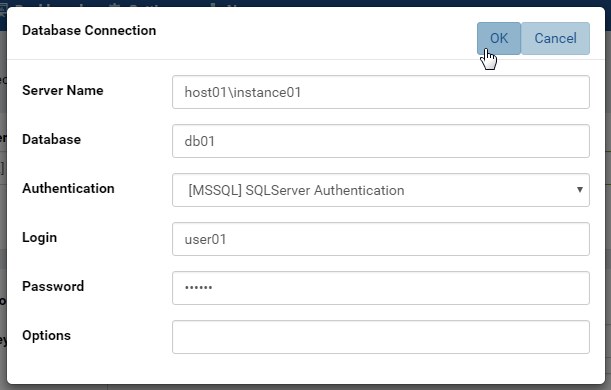 Database Connection
OK Cancel
Server Name host01\instance01
Database db01
Authentication [MSSQL] SQLServer Authentication
Login user01
Password ······
Options